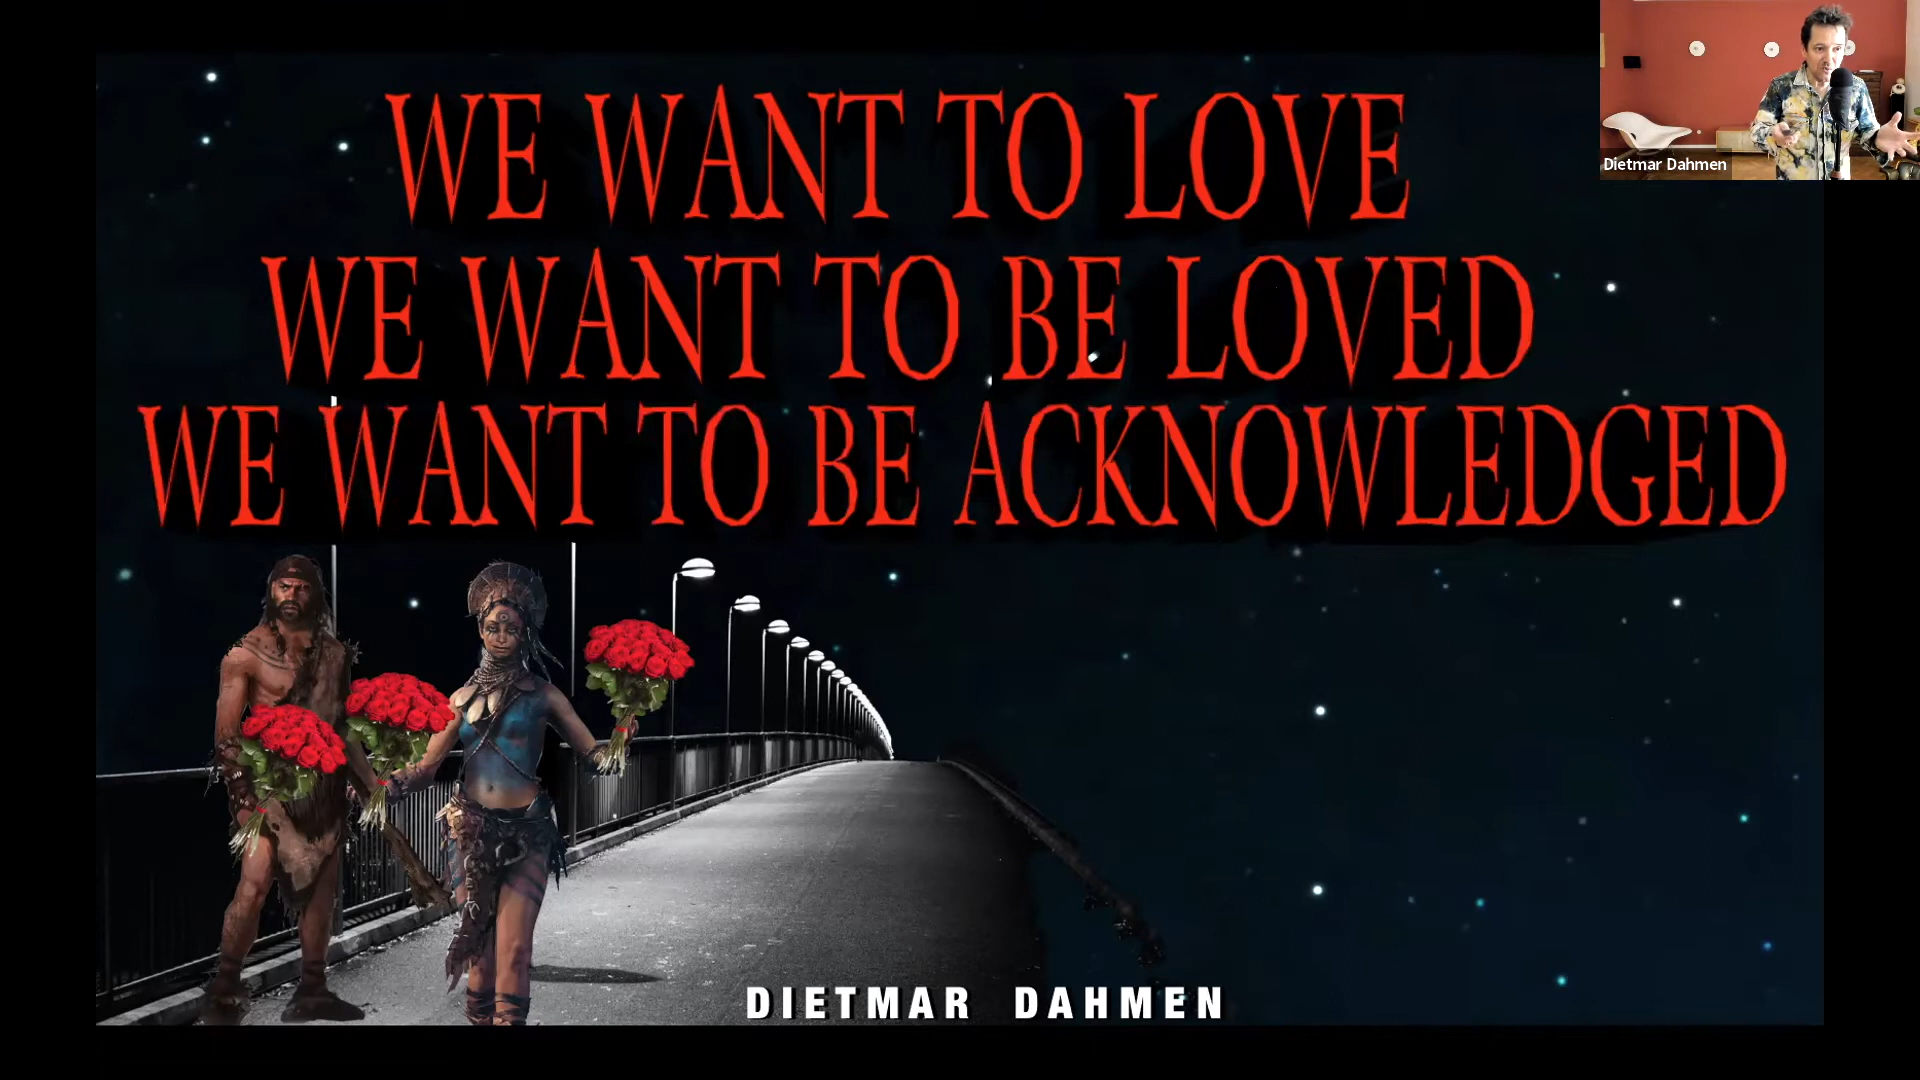 WE WANT TO LOVE
WE WANT TO BE LOVED
WE WANT TO BE ACKNOWLEDGED
Dietmar Dahmen
DIETMAR DAHMEN